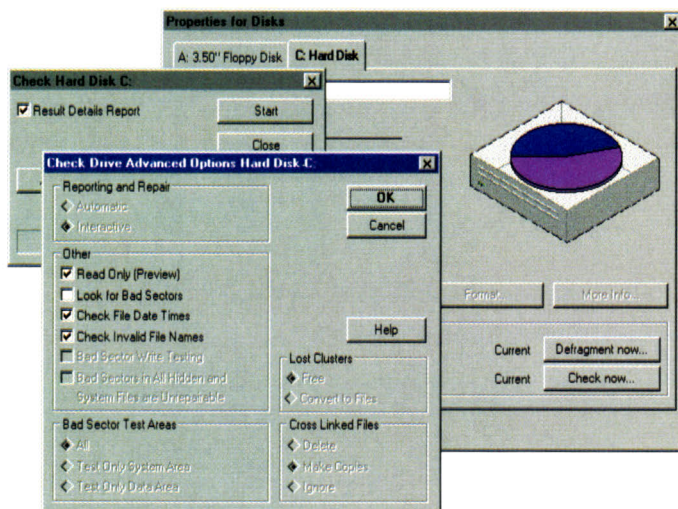 Properties for Disks
A: 3.50" Floppy Disk
C: Hard Disk
Check Hard Disk C:
Result Details Report
Start
Close
Check Drive Advanced Options Hard Disk C:
Reporting and Repair
Automatic
Interactive
OK
Cancel
Other
Read Only (Preview)
Look for Bad Sectors
Check File Date Times
Check Invalid File Names
Bad Sector Write Testing
Bad Sectors in All Hidden and
System Files are Unrepairable
Help
Lost Clusters
Free
Convert to Files
Bad Sector Test Areas
All
Test Only System Area
Test Only Data Area
Cross Linked Files
Delete
Make Copies
Ignore
Format...
More Info...
Current
Defragment now...
Current
Check now...